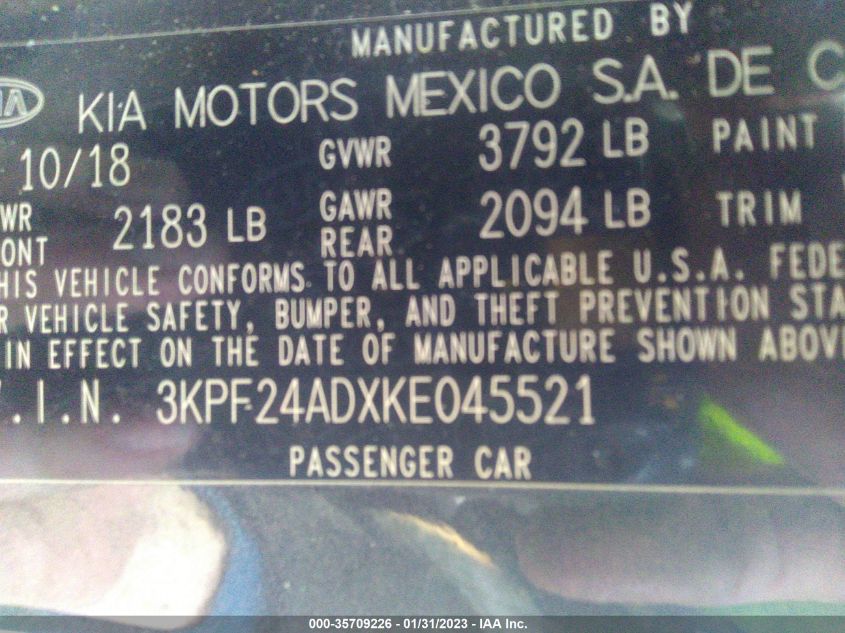 MANUFACTURED BY
KIA MOTORS MEXICO S.A. DE C
10/18 GVWR 3792 LB PAINT
WR 2183 LB GAWR 2094 LB TRIM
ONT REAR
HIS VEHICLE CONFORMS TO ALL APPLICABLE U.S.A. FEDE
R VEHICLE SAFETY, BUMPER, AND THEFT PREVENTION STA
IN EFFECT ON THE DATE OF MANUFACTURE SHOWN ABOV
.I.N. 3KPF24ADXKE045521
PASSENGER CAR
000-35709226 - 01/31/2023 - IAA Inc.